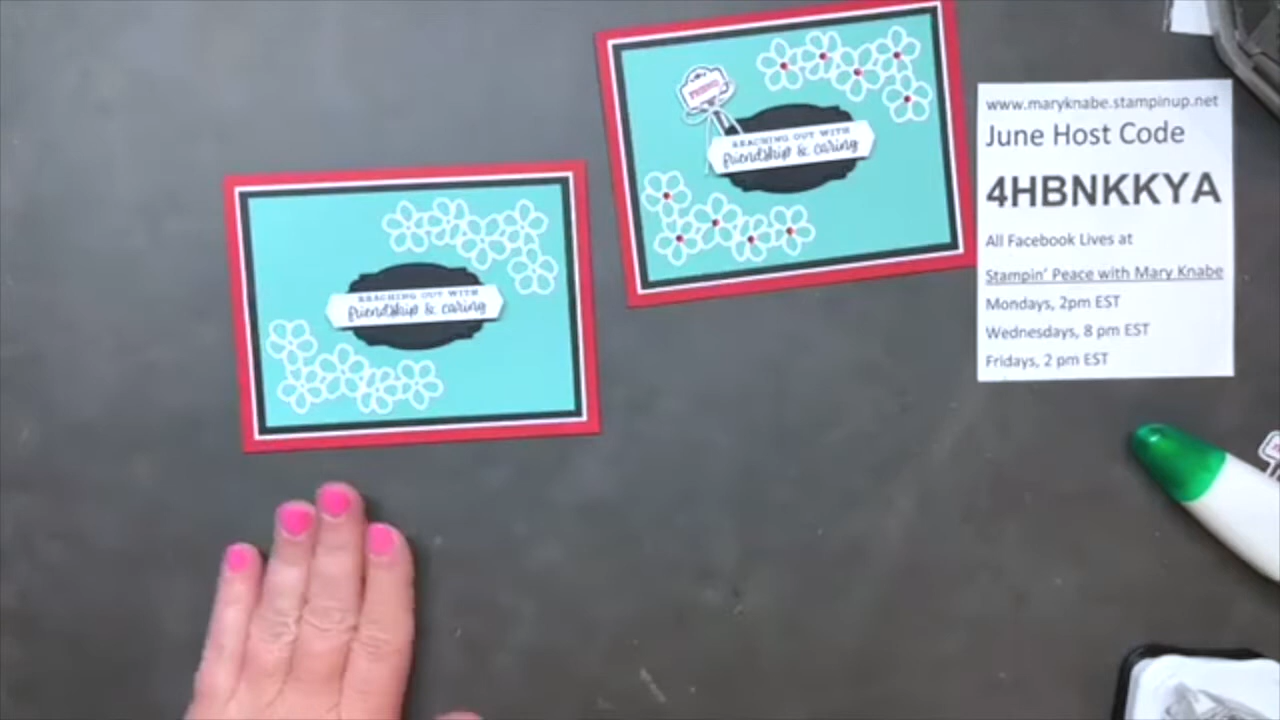 REACHING OUT WITH
friendship & caring
REACHING OUT WITH
friendship & caring
www.maryknabe.stampinup.net
June Host Code
4HBNKKYA
All Facebook Lives at
Stampin' Peace with Mary Knabe
Mondays, 2pm EST
Wednesdays, 8 pm EST
Fridays, 2 pm EST